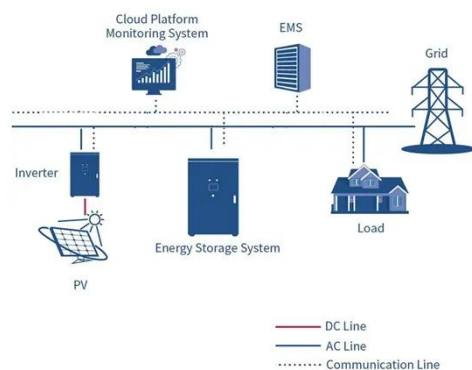 Cloud Platform
Monitoring System
EMS
Grid
Inverter
Energy Storage System
Load
PV
DC Line
AC Line
Communication Line